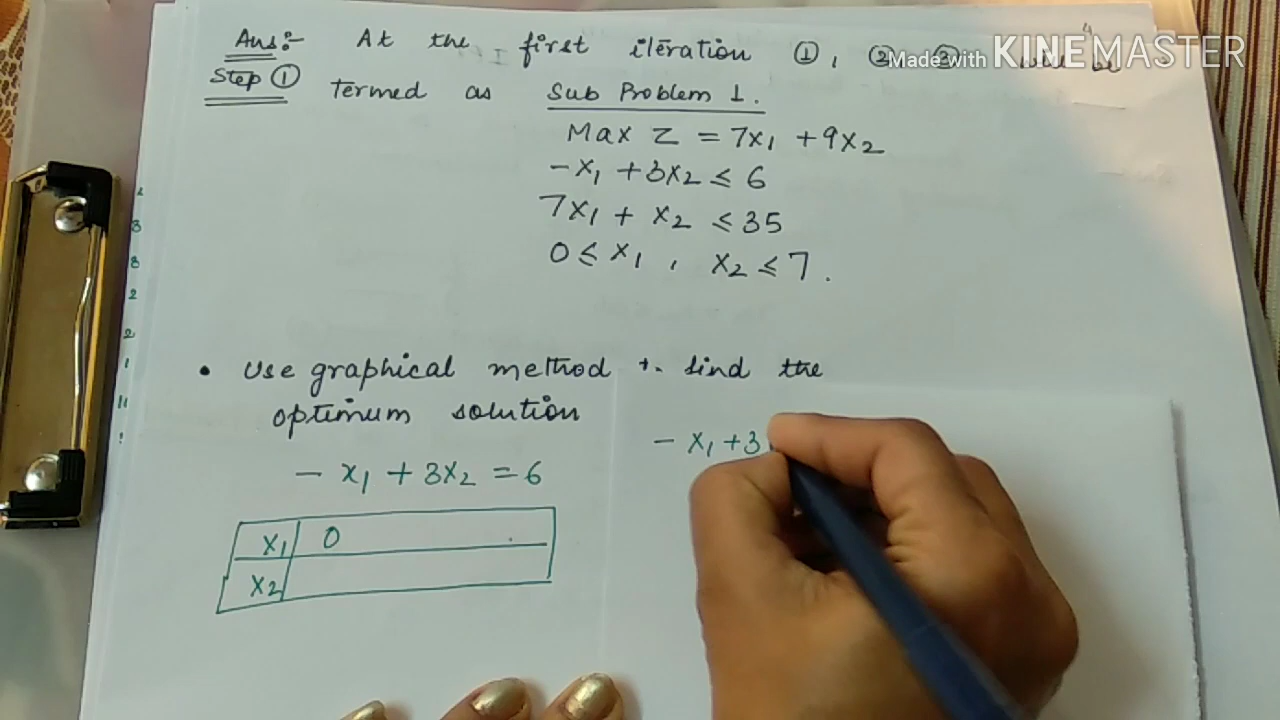 Ans:- At the first iteration ①, ② ③
Made with KINEMASTER
Step ① Termed as Sub Problem 1.
Max Z = 7x₁ + 9x₂
-x₁ + 3x₂ ≤ 6
7x₁ + x₂ ≤ 35
0 ≤ x₁ , x₂ ≤ 7 .
• Use graphical method to find the
optimum solution
- x₁ + 3x₂ = 6
- x₁ + 3
x₁ 0
x₂